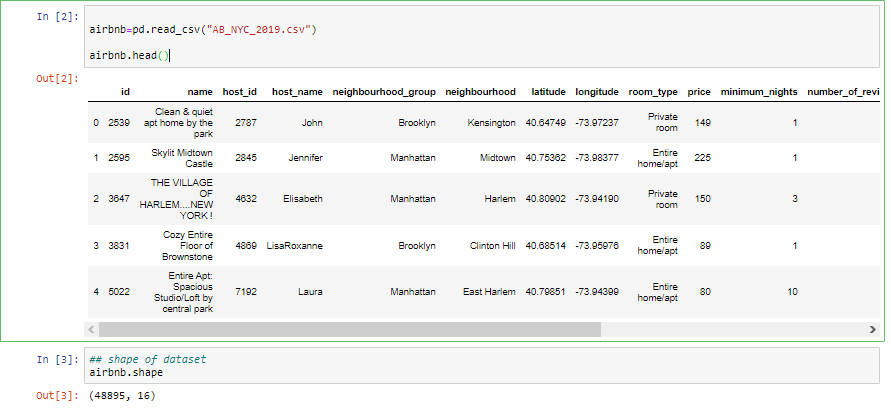 In [2]:
airbnb=pd.read_csv("AB_NYC_2019.csv")
airbnb.head()
Out[2]:
id name host_id host_name neighbourhood_group neighbourhood latitude longitude room_type price minimum_nights number_of_revi
0 2539 Clean & quiet apt home by the park 2787 John Brooklyn Kensington 40.64749 -73.97237 Private room 149 1
1 2595 Skylit Midtown Castle 2845 Jennifer Manhattan Midtown 40.75362 -73.98377 Entire home/apt 225 1
2 3647 THE VILLAGE OF HARLEM....NEW YORK ! 4632 Elisabeth Manhattan Harlem 40.80902 -73.94190 Private room 150 3
3 3831 Cozy Entire Floor of Brownstone 4869 LisaRoxanne Brooklyn Clinton Hill 40.68514 -73.95976 Entire home/apt 89 1
4 5022 Entire Apt: Spacious Studio/Loft by central park 7192 Laura Manhattan East Harlem 40.79851 -73.94399 Entire home/apt 80 10
In [3]:
## shape of dataset
airbnb.shape
Out[3]: (48895, 16)